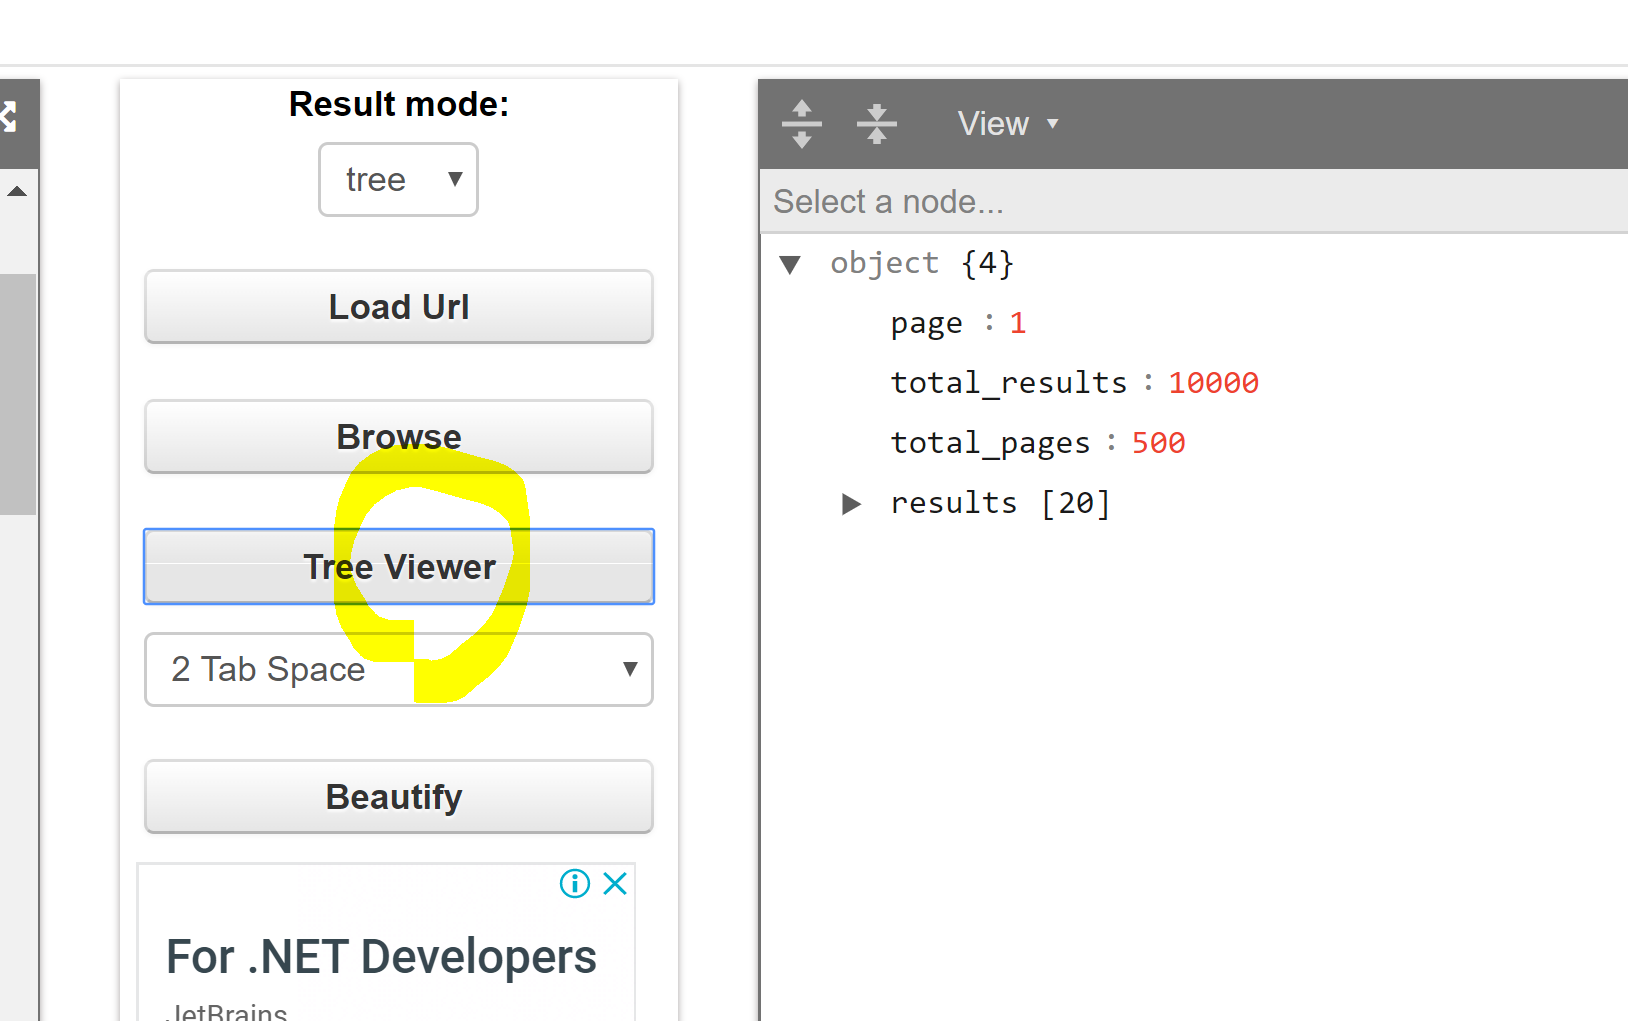 Result mode:
tree
Load Url
Browse
Tree Viewer
2 Tab Space
Beautify
For .NET Developers
JetBrains
View
Select a node...
object {4}
page : 1
total_results : 10000
total_pages : 500
results [20]